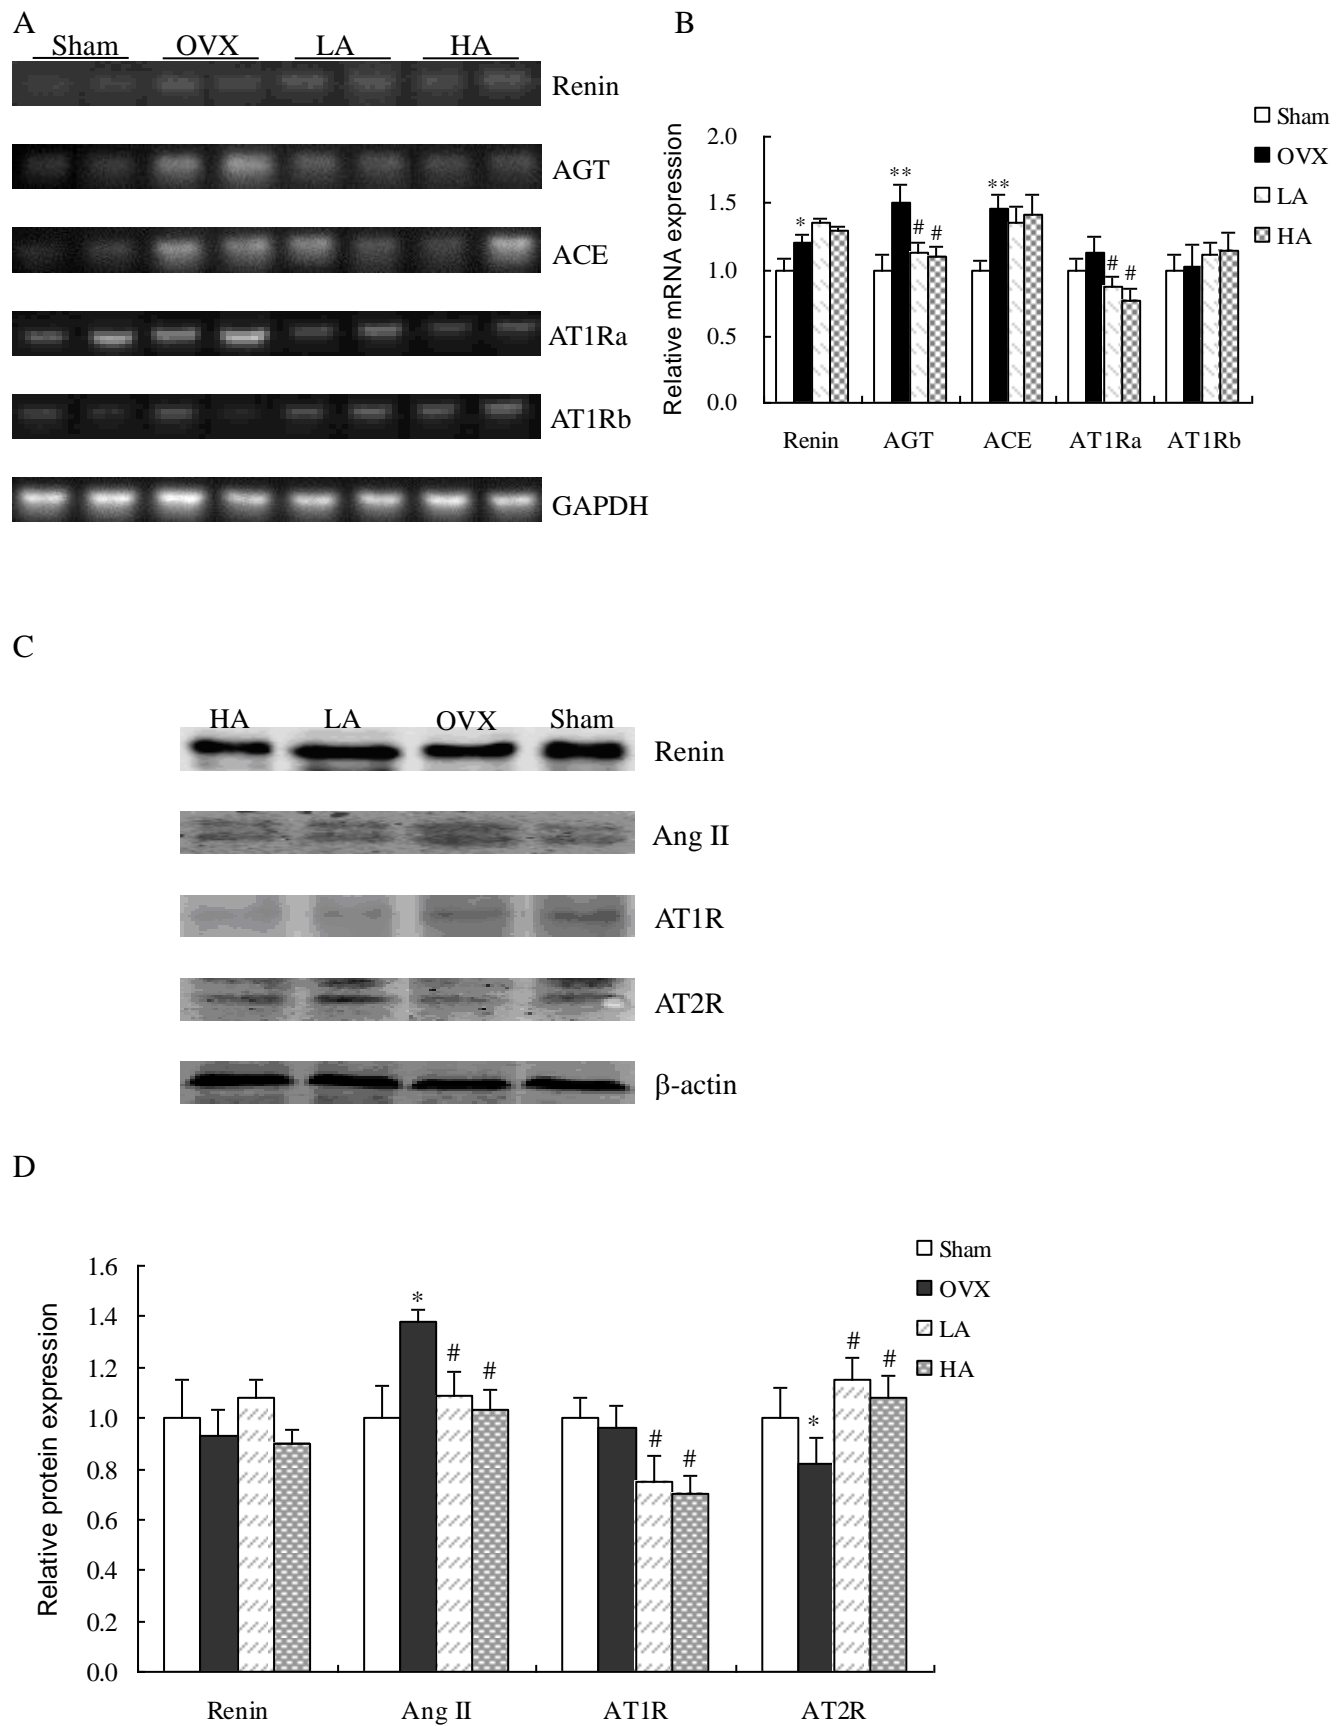 A
Sham OVX LA HA
Renin
AGT
ACE
AT1Ra
AT1Rb
GAPDH
B
Sham
OVX
LA
HA
Relative mRNA expression
2.0
1.5
1.0
0.5
0.0
*
**
# #
**
# #
Renin AGT ACE AT1Ra AT1Rb
C
HA LA OVX Sham
Renin
Ang II
AT1R
AT2R
β-actin
D
Sham
OVX
LA
HA
Relative protein expression
1.6
1.4
1.2
1.0
0.8
0.6
0.4
0.2
0.0
*
# #
# #
*
# #
Renin Ang II AT1R AT2R